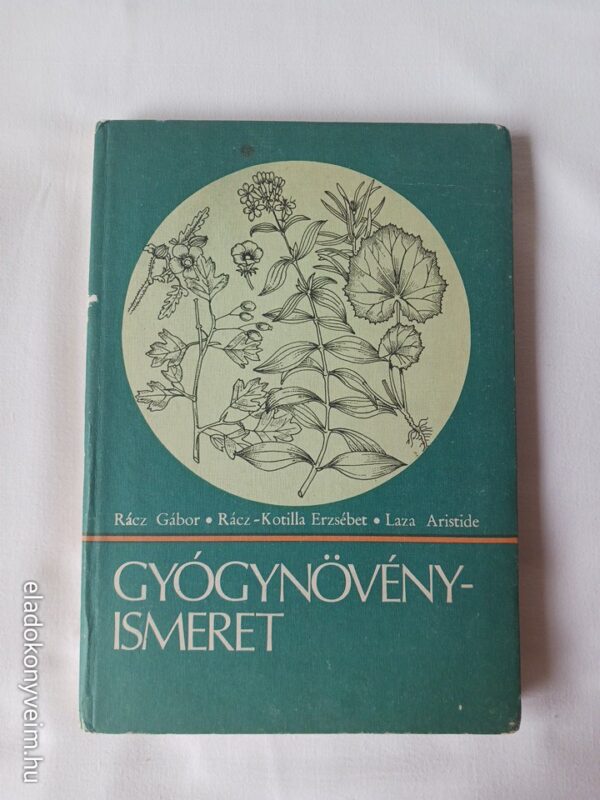 Rácz Gábor • Rácz-Kotilla Erzsébet • Laza Aristide
GYÓGYNÖVÉNY-
ISMERET
eladokonyveim.hu